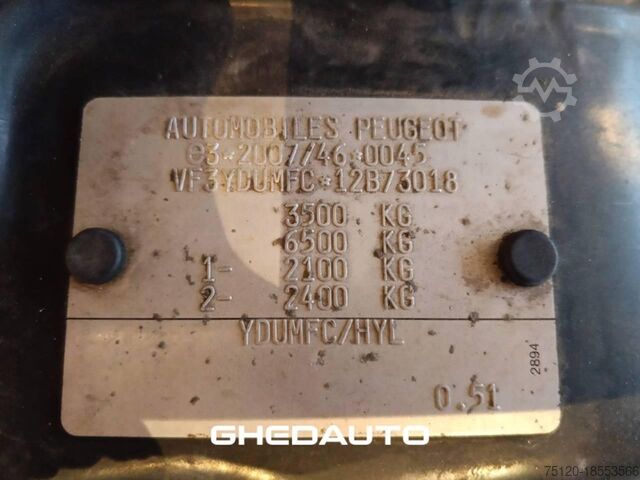 AUTOMOBILES PEUGEOT
e3*2007/46*0045
VF3YDUMFC*12B73018
3500 KG
6500 KG
1- 2100 KG
2- 2400 KG
YDUMFC/HYL
2894
0.51
GHEDAUTO
75120-18553566